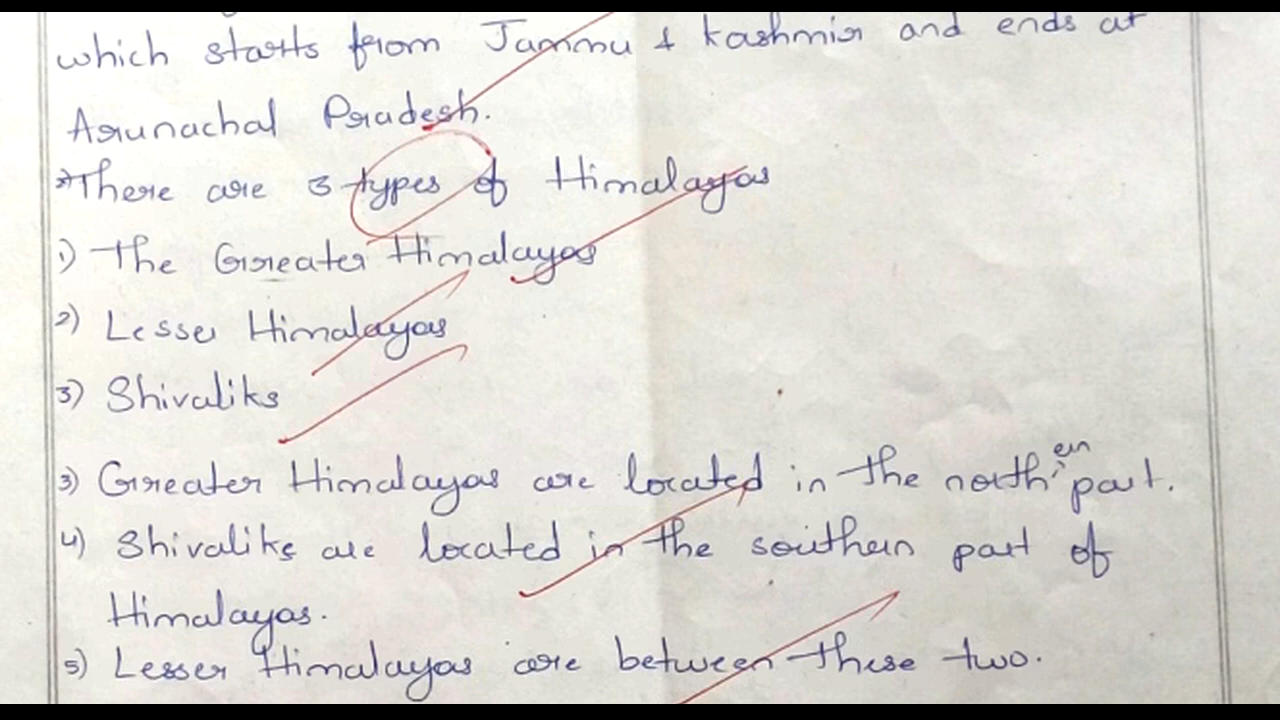 which starts from Jammu & Kashmir and ends at
Arunachal Pradesh.
There are 3 types of Himalayas
1) The Greater Himalayas
2) Lesser Himalayas
3) Shivaliks
3) Greater Himalayas are located in the northern part.
4) Shivaliks are located in the southern part of
Himalayas.
5) Lesser Himalayas are between these two.